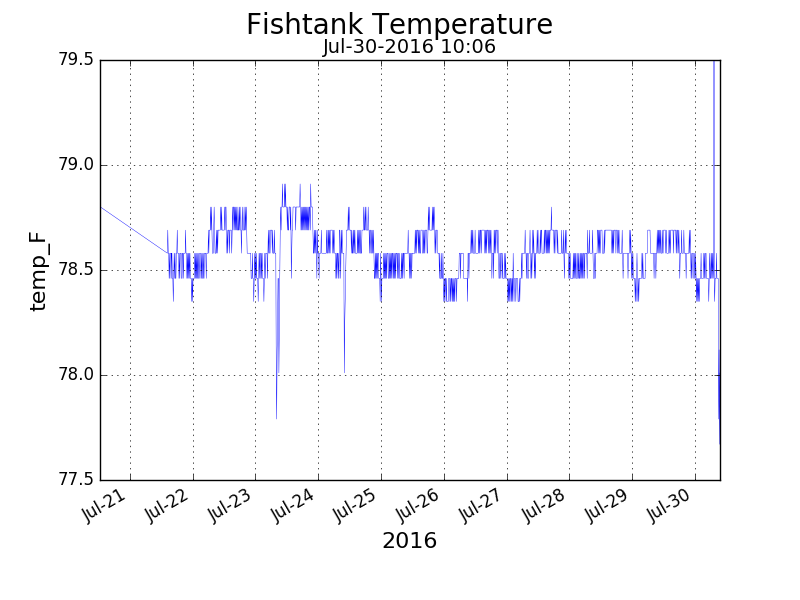 Fishtank Temperature
Jul-30-2016 10:06
79.5
79.0
78.5
78.0
77.5
temp_F
Jul-21 Jul-22 Jul-23 Jul-24 Jul-25 Jul-26 Jul-27 Jul-28 Jul-29 Jul-30
2016